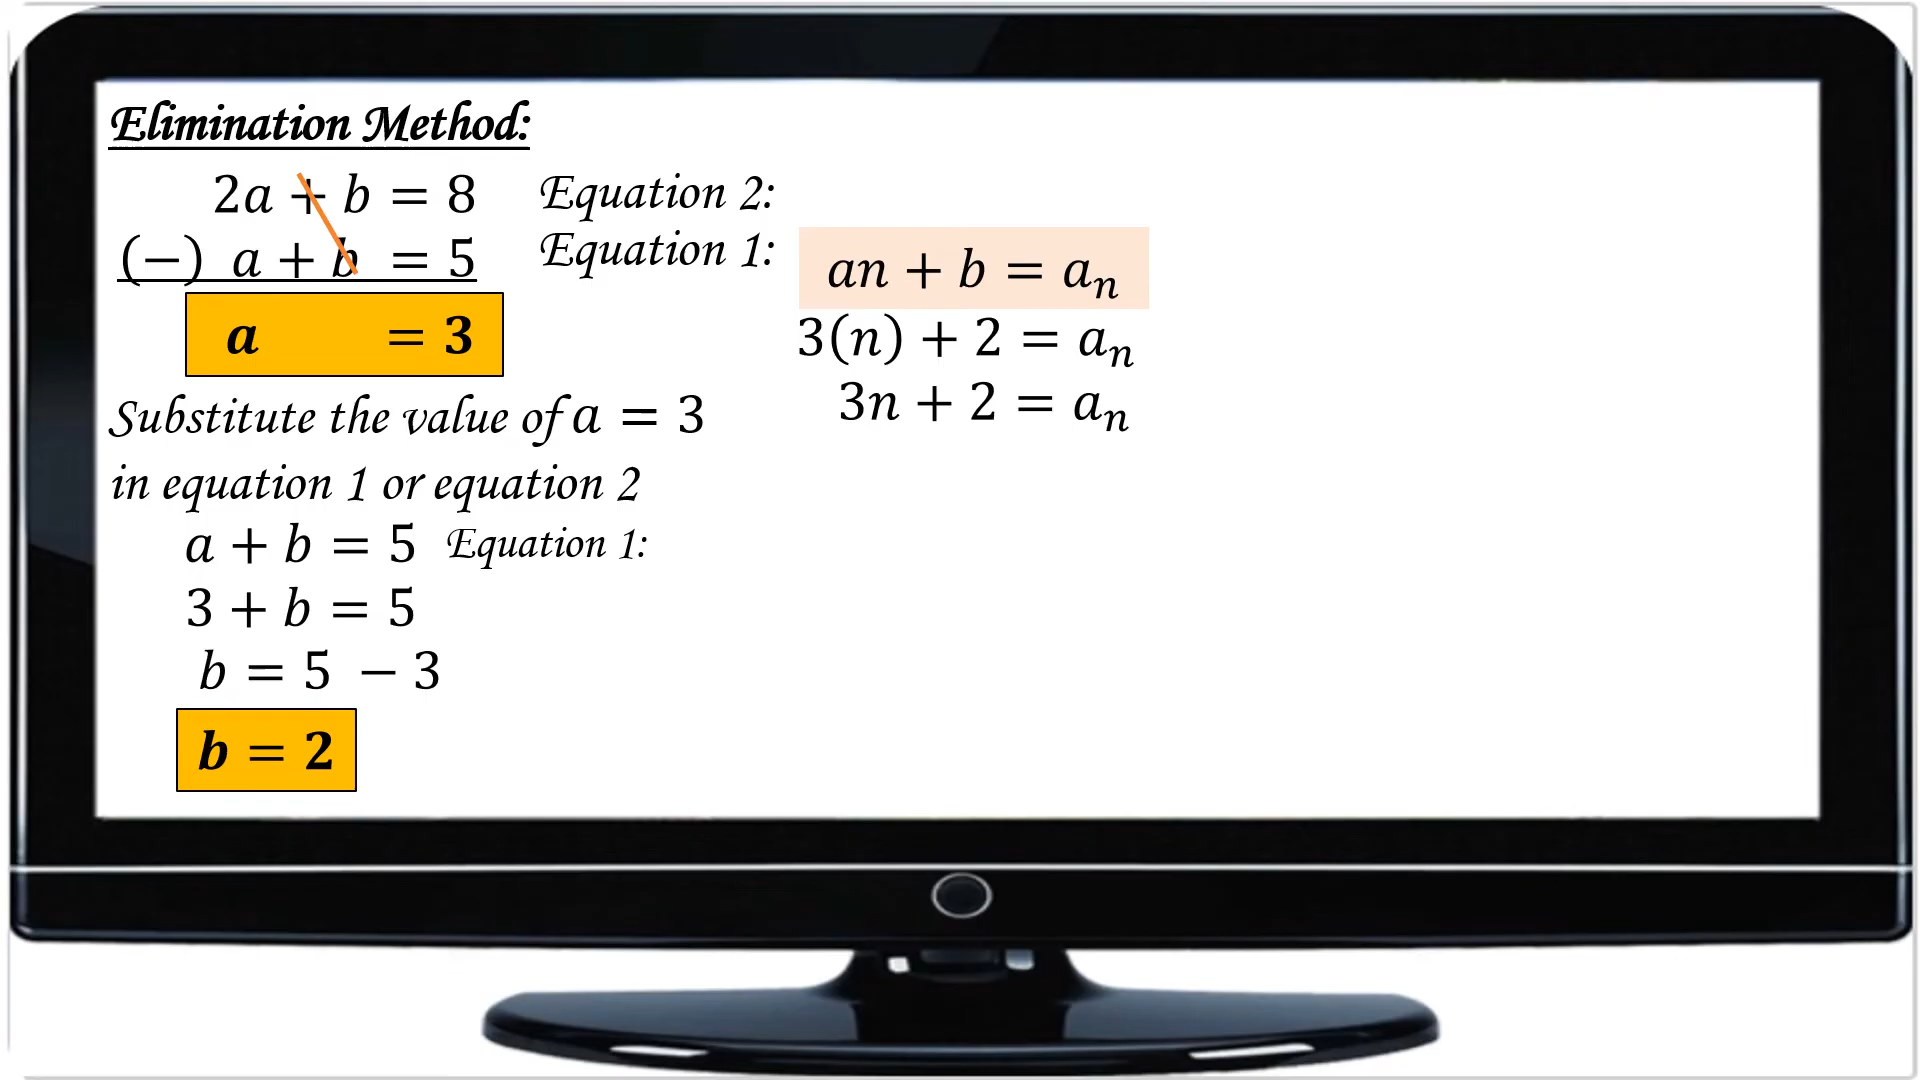 Elimination Method:
2a + b = 8 Equation 2:
(−) a + b = 5 Equation 1:
a = 3
Substitute the value of a = 3
in equation 1 or equation 2
a + b = 5 Equation 1:
3 + b = 5
b = 5 − 3
b = 2
an + b = aₙ
3(n) + 2 = aₙ
3n + 2 = aₙ